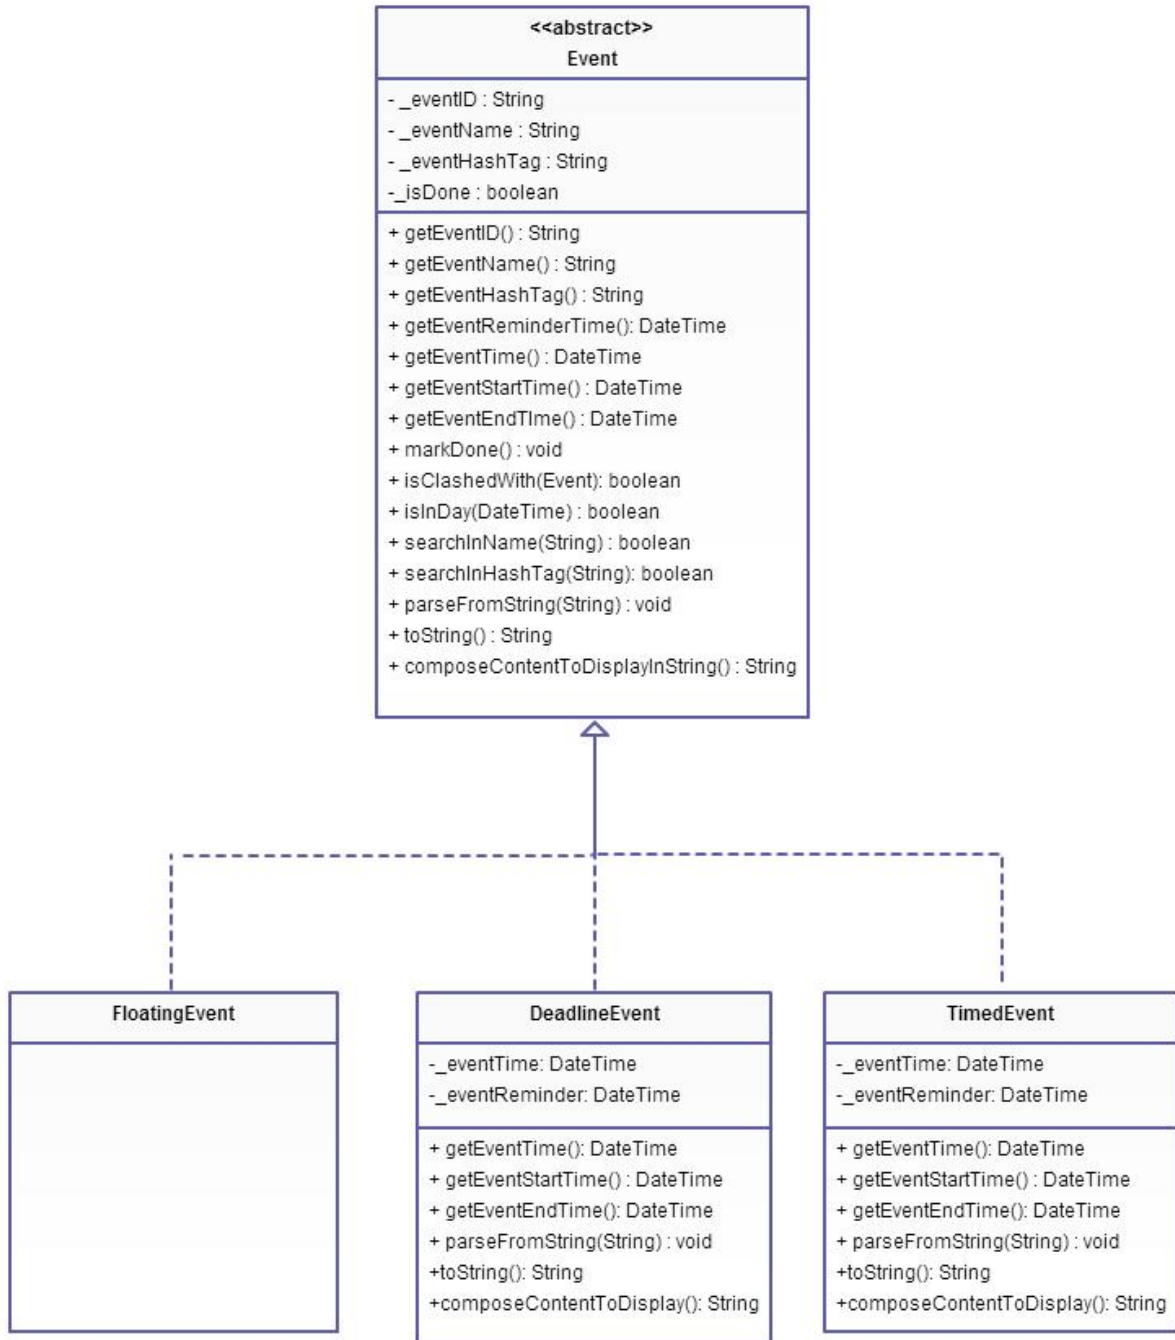 <<abstract>>
Event
- _eventID : String
- _eventName : String
- _eventHashTag : String
-_isDone : boolean
+ getEventID() : String
+ getEventName() : String
+ getEventHashTag() : String
+ getEventReminderTime(): DateTime
+ getEventTime() : DateTime
+ getEventStartTime() : DateTime
+ getEventEndTIme() : DateTime
+ markDone() : void
+ isClashedWith(Event): boolean
+ isInDay(DateTime) : boolean
+ searchInName(String) : boolean
+ searchInHashTag(String): boolean
+ parseFromString(String) : void
+ toString() : String
+ composeContentToDisplayInString() : String
FloatingEvent
DeadlineEvent
-_eventTime: DateTime
-_eventReminder: DateTime
+ getEventTime(): DateTime
+ getEventStartTime() : DateTime
+ getEventEndTime(): DateTime
+ parseFromString(String) : void
+toString(): String
+composeContentToDisplay(): String
TimedEvent
-_eventTime: DateTime
-_eventReminder: DateTime
+ getEventTime(): DateTime
+ getEventStartTime() : DateTime
+ getEventEndTime(): DateTime
+ parseFromString(String) : void
+toString(): String
+composeContentToDisplay(): String